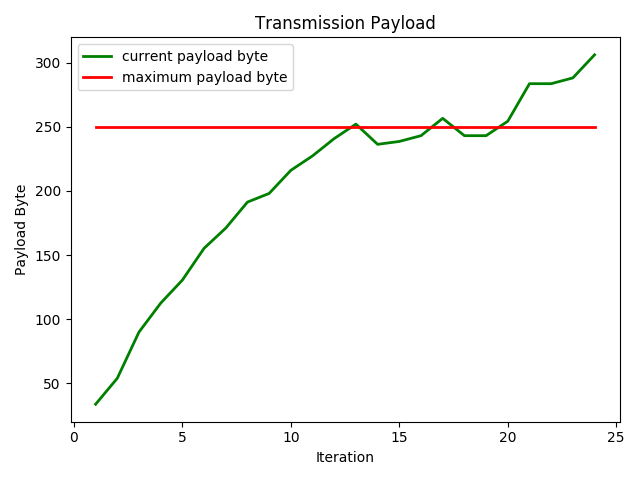 Transmission Payload
current payload byte
maximum payload byte
300
250
200
150
100
50
Payload Byte
0 5 10 15 20 25
Iteration